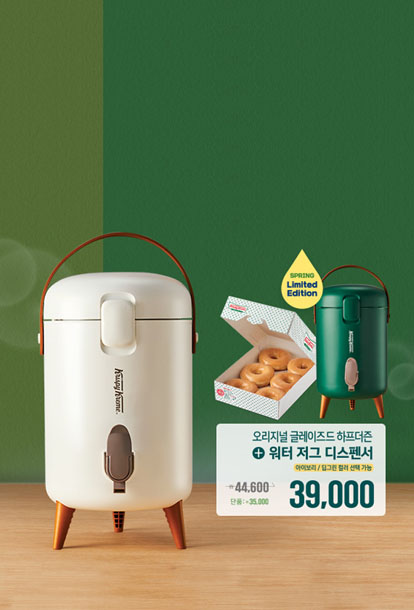 SPRING
Limited
Edition
Krispy Kreme
오리지널 글레이즈드 하프더즌
+ 워터 저그 디스펜서
아이보리 / 딥그린 컬러 선택 가능
44,600
단품 : +35,000
39,000